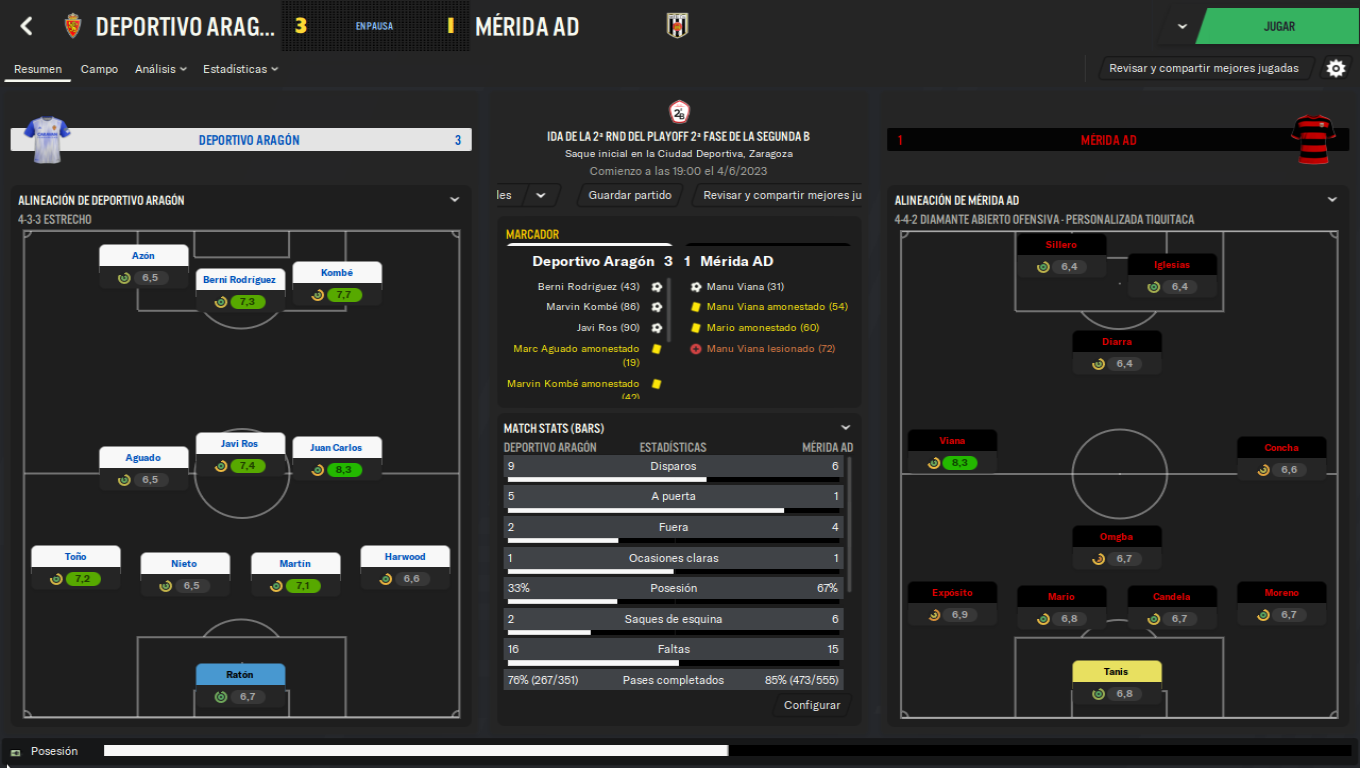 DEPORTIVO ARAG... 3 EN PAUSA 1 MÉRIDA AD JUGAR
Resumen Campo Análisis Estadísticas Revisar y compartir mejores jugadas
DEPORTIVO ARAGÓN 3
2ªB
IDA DE LA 2ª RND DEL PLAYOFF 2ª FASE DE LA SEGUNDA B
Saque inicial en la Ciudad Deportiva, Zaragoza
Comienzo a las 19:00 el 4/6/2023
les Guardar partido Revisar y compartir mejores ju
1 MÉRIDA AD
ALINEACIÓN DE DEPORTIVO ARAGÓN
4-3-3 ESTRECHO
Azón
6,5
Berni Rodríguez
7,3
Kombé
7,7
Aguado
6,5
Javi Ros
7,4
Juan Carlos
8,3
Toño
7,2
Nieto
6,5
Martín
7,1
Harwood
6,6
Ratón
6,7
MARCADOR
Deportivo Aragón 3 1 Mérida AD
Berni Rodríguez (43)
Marvin Kombé (86)
Javi Ros (90)
Marc Aguado amonestado
(19)
Marvin Kombé amonestado
(42)
Manu Viana (31)
Manu Viana amonestado (54)
Mario amonestado (60)
Manu Viana lesionado (72)
MATCH STATS (BARS)
DEPORTIVO ARAGÓN ESTADÍSTICAS MÉRIDA AD
9 Disparos 6
5 A puerta 1
2 Fuera 4
1 Ocasiones claras 1
33% Posesión 67%
2 Saques de esquina 6
16 Faltas 15
76% (267/351) Pases completados 85% (473/555)
Configurar
ALINEACIÓN DE MÉRIDA AD
4-4-2 DIAMANTE ABIERTO OFENSIVA - PERSONALIZADA TIQUITACA
Sillero
6,4
Iglesias
6,4
Diarra
6,4
Viana
8,3
Concha
6,6
Omgba
6,7
Expósito
6,9
Mario
6,8
Candela
6,7
Moreno
6,7
Tanis
6,8
Posesión